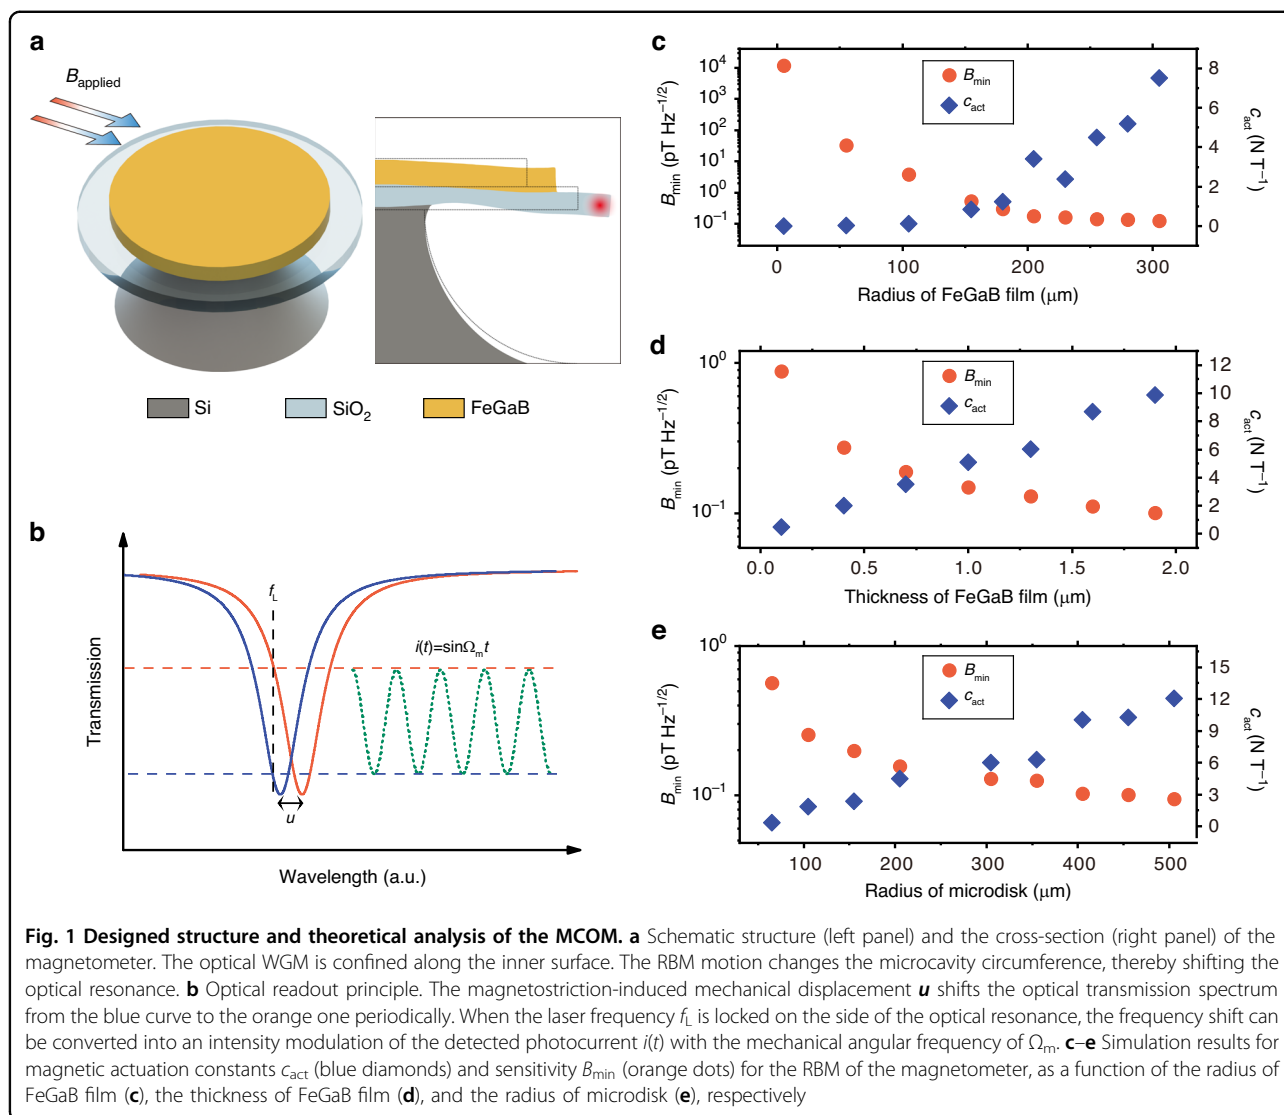 a
B_applied
Si
SiO₂
FeGaB
b
f_L
i(t)=sinΩ_m t
u
Transmission
Wavelength (a.u.)
c
B_min
c_act
10⁴
10³
10²
10¹
10⁰
10⁻¹
B_min (pT Hz⁻¹ᐟ²)
8
6
4
2
0
c_act (N T⁻¹)
0
100
200
300
Radius of FeGaB film (μm)
d
B_min
c_act
10⁰
10⁻¹
B_min (pT Hz⁻¹ᐟ²)
12
10
8
6
4
2
0
c_act (N T⁻¹)
0.0
0.5
1.0
1.5
2.0
Thickness of FeGaB film (μm)
e
B_min
c_act
10⁰
10⁻¹
B_min (pT Hz⁻¹ᐟ²)
15
12
9
6
3
0
c_act (N T⁻¹)
100
200
300
400
500
Radius of microdisk (μm)
Fig. 1 Designed structure and theoretical analysis of the MCOM. a Schematic structure (left panel) and the cross-section (right panel) of the
magnetometer. The optical WGM is confined along the inner surface. The RBM motion changes the microcavity circumference, thereby shifting the
optical resonance. b Optical readout principle. The magnetostriction-induced mechanical displacement u shifts the optical transmission spectrum
from the blue curve to the orange one periodically. When the laser frequency f_L is locked on the side of the optical resonance, the frequency shift can
be converted into an intensity modulation of the detected photocurrent i(t) with the mechanical angular frequency of Ω_m. c–e Simulation results for
magnetic actuation constants c_act (blue diamonds) and sensitivity B_min (orange dots) for the RBM of the magnetometer, as a function of the radius of
FeGaB film (c), the thickness of FeGaB film (d), and the radius of microdisk (e), respectively